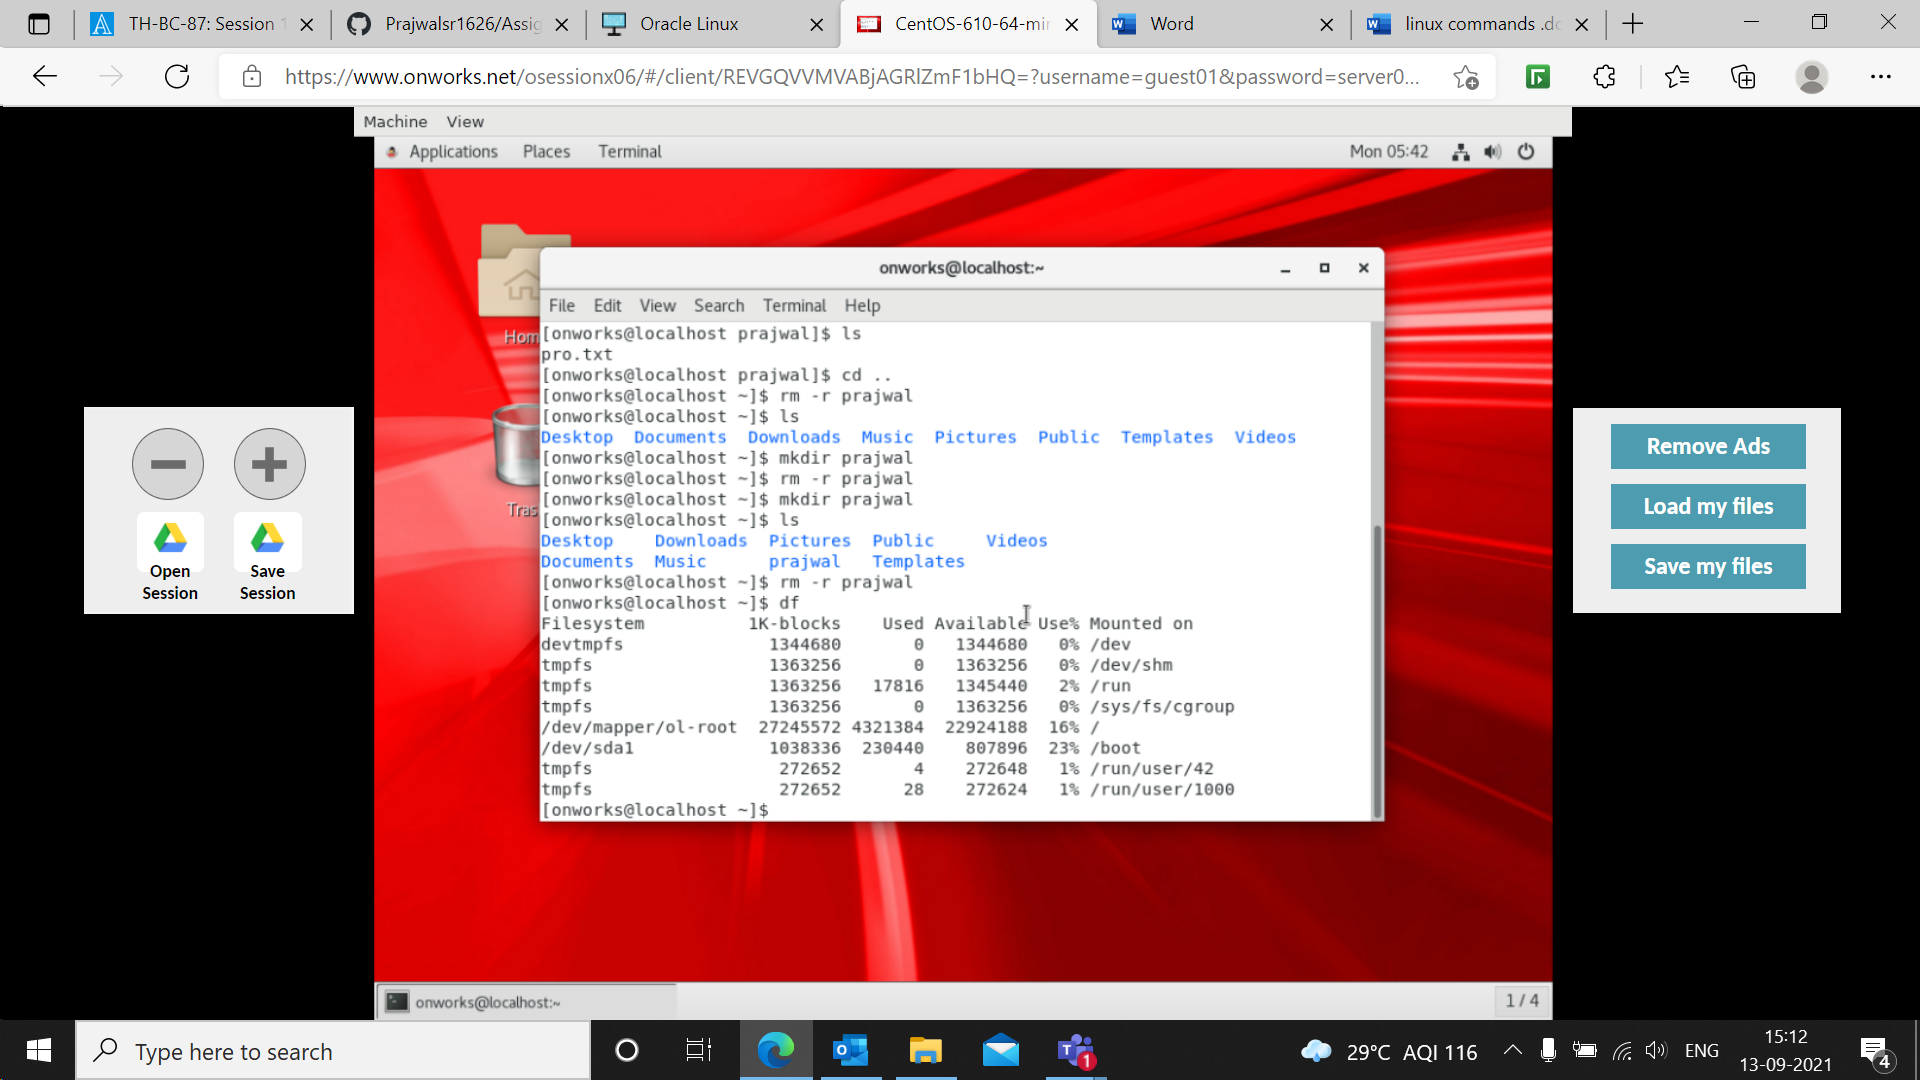 TH-BC-87: Session 1
Prajwalsr1626/Assig
Oracle Linux
CentOS-610-64-mir
Word
linux commands .dc
https://www.onworks.net/osessionx06/#/client/REVGQVVMVABjAGRlZmF1bHQ=?username=guest01&password=server0...
Machine View
Applications Places Terminal
Mon 05:42
Home
Tras
onworks@localhost:~
File Edit View Search Terminal Help
[onworks@localhost prajwal]$ ls
pro.txt
[onworks@localhost prajwal]$ cd ..
[onworks@localhost ~]$ rm -r prajwal
[onworks@localhost ~]$ ls
Desktop Documents Downloads Music Pictures Public Templates Videos
[onworks@localhost ~]$ mkdir prajwal
[onworks@localhost ~]$ rm -r prajwal
[onworks@localhost ~]$ mkdir prajwal
[onworks@localhost ~]$ ls
Desktop Downloads Pictures Public Videos
Documents Music prajwal Templates
[onworks@localhost ~]$ rm -r prajwal
[onworks@localhost ~]$ df
Filesystem 1K-blocks Used Available Use% Mounted on
devtmpfs 1344680 0 1344680 0% /dev
tmpfs 1363256 0 1363256 0% /dev/shm
tmpfs 1363256 17816 1345440 2% /run
tmpfs 1363256 0 1363256 0% /sys/fs/cgroup
/dev/mapper/ol-root 27245572 4321384 22924188 16% /
/dev/sda1 1038336 230440 807896 23% /boot
tmpfs 272652 4 272648 1% /run/user/42
tmpfs 272652 28 272624 1% /run/user/1000
[onworks@localhost ~]$
Open Session
Save Session
Remove Ads
Load my files
Save my files
onworks@localhost:~
1 / 4
Type here to search
1
29°C AQI 116
ENG
15:12
13-09-2021
4